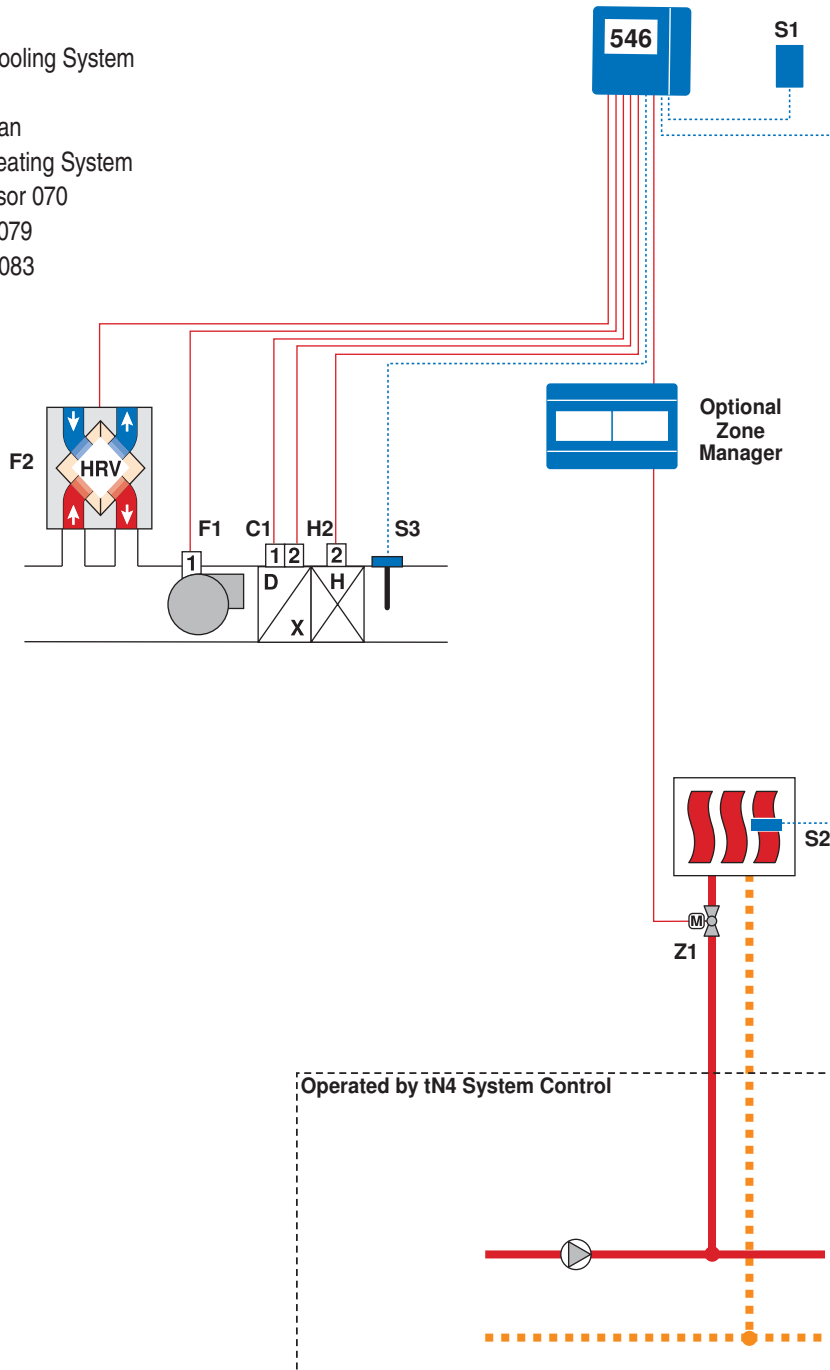 ooling System
an
eating System
sor 070
079
083
546
S1
Optional
Zone
Manager
F2
HRV
F1
C1
H2
S3
1
1
2
2
D
X
H
S2
M
Z1
Operated by tN4 System Control